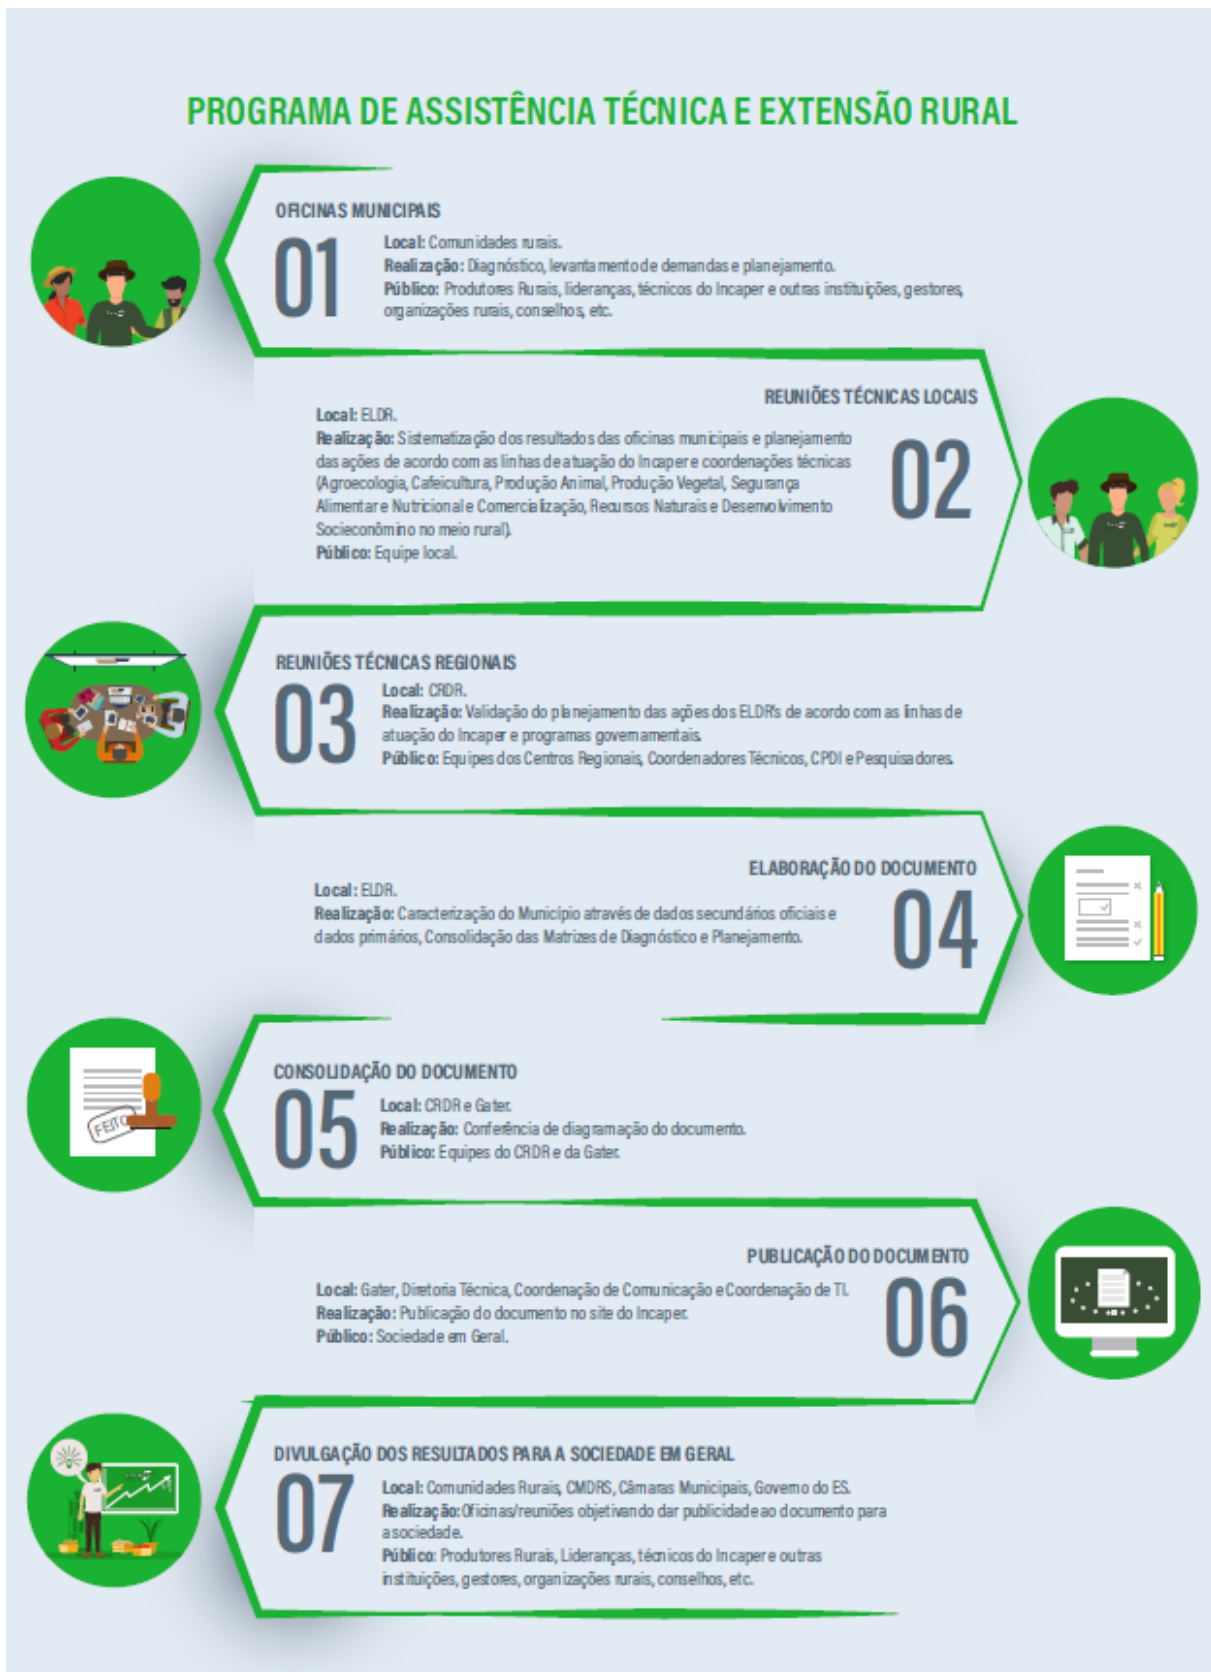 PROGRAMA DE ASSISTÊNCIA TÉCNICA E EXTENSÃO RURAL
OFICINAS MUNICIPAIS
01
Local: Comunidades rurais.
Realização: Diagnóstico, levantamento de demandas e planejamento.
Público: Produtores Rurais, lideranças, técnicos do Incaper e outras instituições, gestores,
organizações rurais, conselhos, etc.
REUNIÕES TÉCNICAS LOCAIS
02
Local: ELDR.
Realização: Sistematização dos resultados das oficinas municipais e planejamento
das ações de acordo com as linhas de atuação do Incaper e coordenações técnicas
(Agroecologia, Cafeicultura, Produção Animal, Produção Vegetal, Segurança
Alimentar e Nutricional e Comercialização, Recursos Naturais e Desenvolvimento
Socieconômino no meio rural).
Público: Equipe local.
REUNIÕES TÉCNICAS REGIONAIS
03
Local: CRDR.
Realização: Validação do planejamento das ações dos ELDR's de acordo com as linhas de
atuação do Incaper e programas governamentais.
Público: Equipes dos Centros Regionais, Coordenadores Técnicos, CPDI e Pesquisadores.
ELABORAÇÃO DO DOCUMENTO
04
Local: ELDR.
Realização: Caracterização do Município através de dados secundários oficiais e
dados primários, Consolidação das Matrizes de Diagnóstico e Planejamento.
CONSOLIDAÇÃO DO DOCUMENTO
05
FEITO
Local: CRDR e Gater.
Realização: Conferência de diagramação do documento.
Público: Equipes do CRDR e da Gater.
PUBLICAÇÃO DO DOCUMENTO
06
Local: Gater, Diretoria Técnica, Coordenação de Comunicação e Coordenação de TI.
Realização: Publicação do documento no site do Incaper.
Público: Sociedade em Geral.
DIVULGAÇÃO DOS RESULTADOS PARA A SOCIEDADE EM GERAL
07
Local: Comunidades Rurais, CMDRS, Câmaras Municipais, Governo do ES.
Realização: Oficinas/reuniões objetivando dar publicidade ao documento para
a sociedade.
Público: Produtores Rurais, Lideranças, técnicos do Incaper e outras
instituições, gestores, organizações rurais, conselhos, etc.